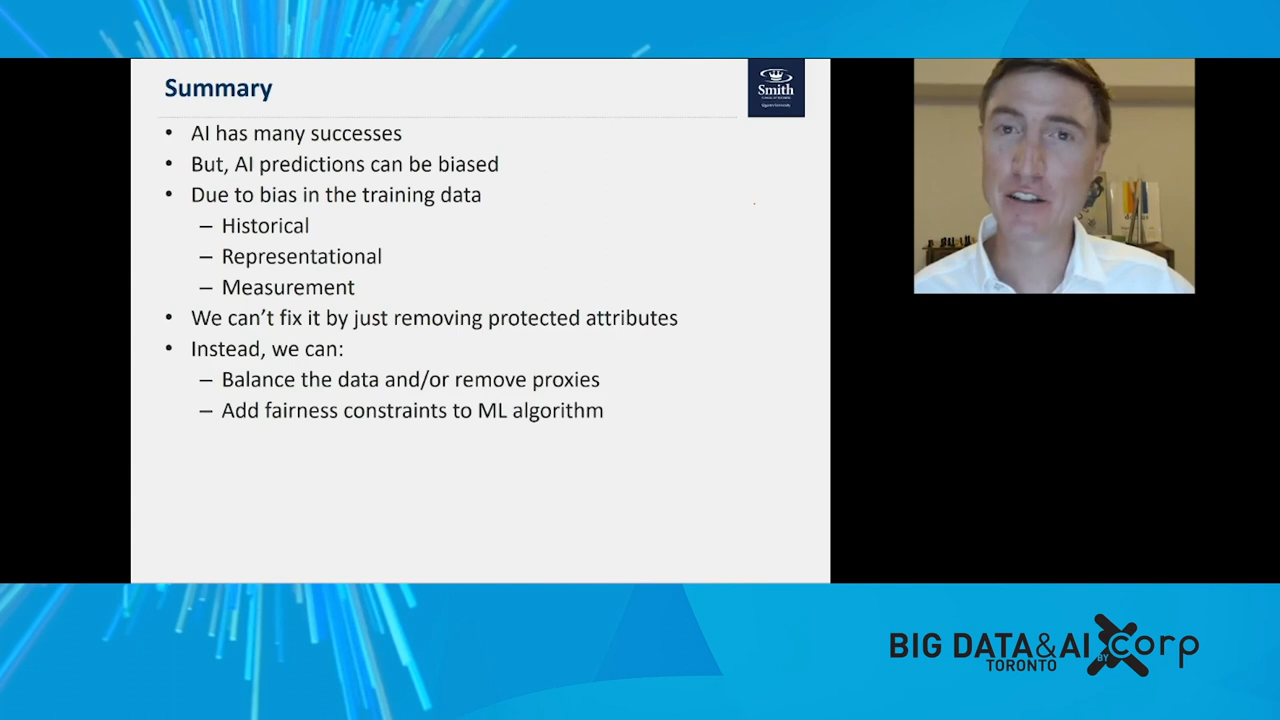 Summary
Smith
• AI has many successes
• But, AI predictions can be biased
• Due to bias in the training data
– Historical
– Representational
– Measurement
• We can’t fix it by just removing protected attributes
• Instead, we can:
– Balance the data and/or remove proxies
– Add fairness constraints to ML algorithm
BIG DATA&AI
TORONTO
BY corp